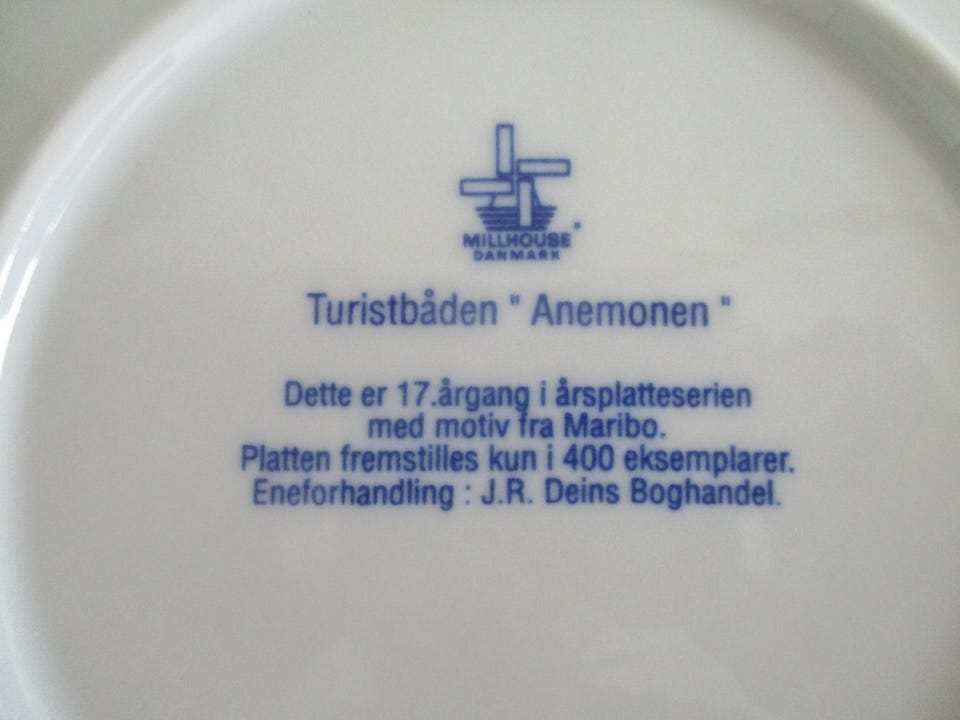 MILLHOUSE
DANMARK
Turistbåden " Anemonen "
Dette er 17.årgang i årsplatteserien
med motiv fra Maribo.
Platten fremstilles kun i 400 eksemplarer.
Eneforhandling : J.R. Deins Boghandel.